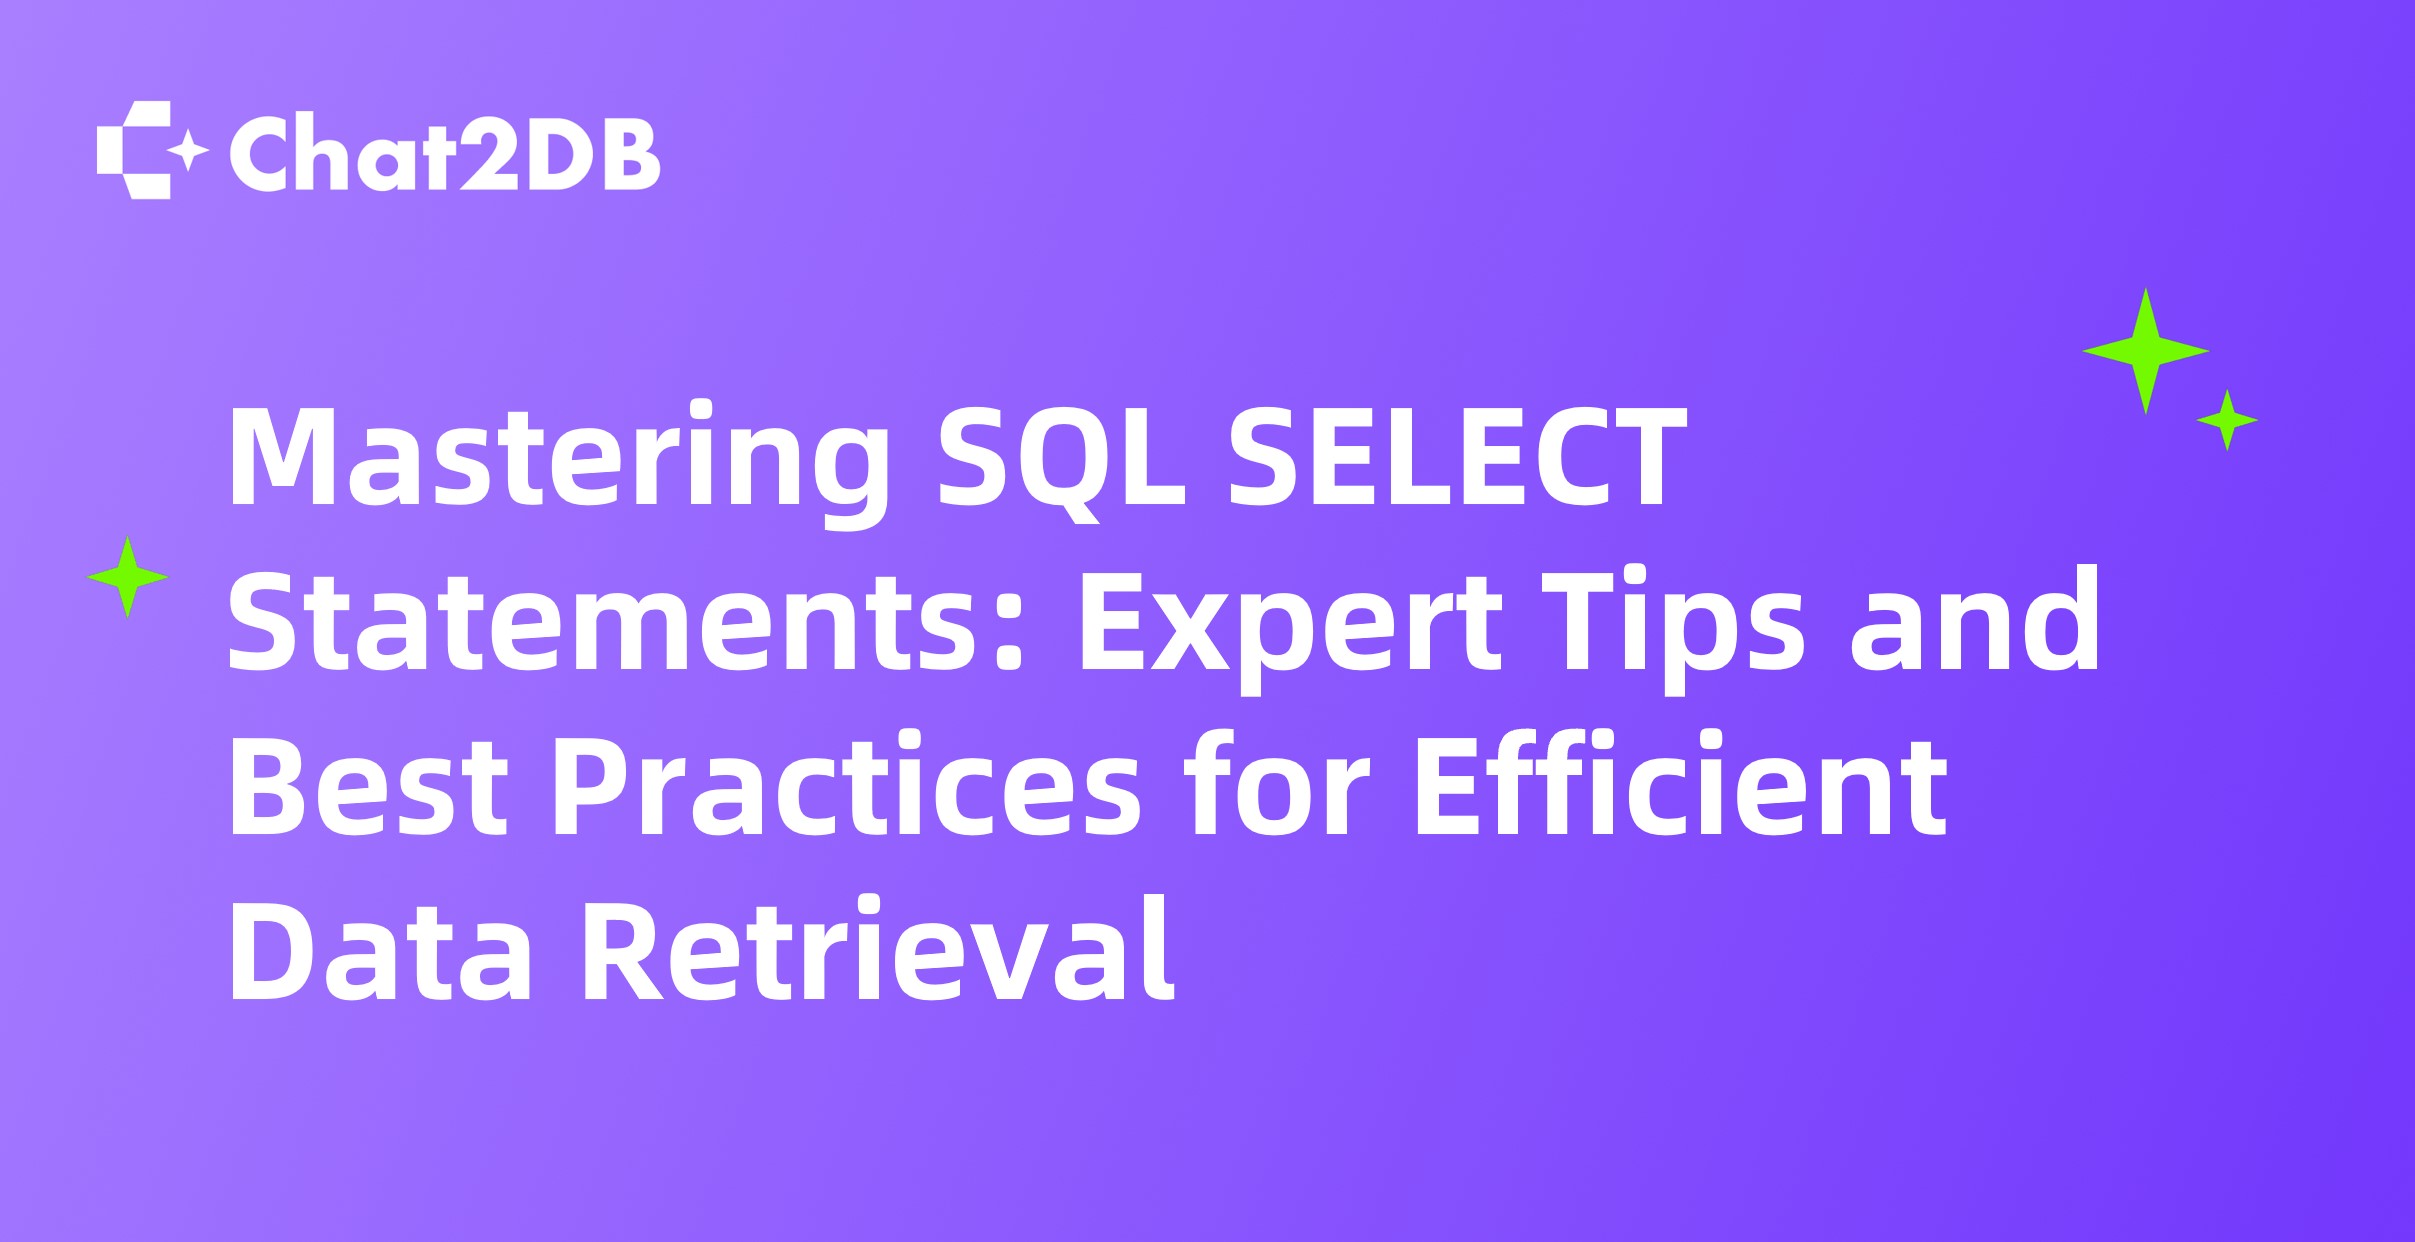 Chat2DB
Mastering SQL SELECT
Statements: Expert Tips and
Best Practices for Efficient
Data Retrieval